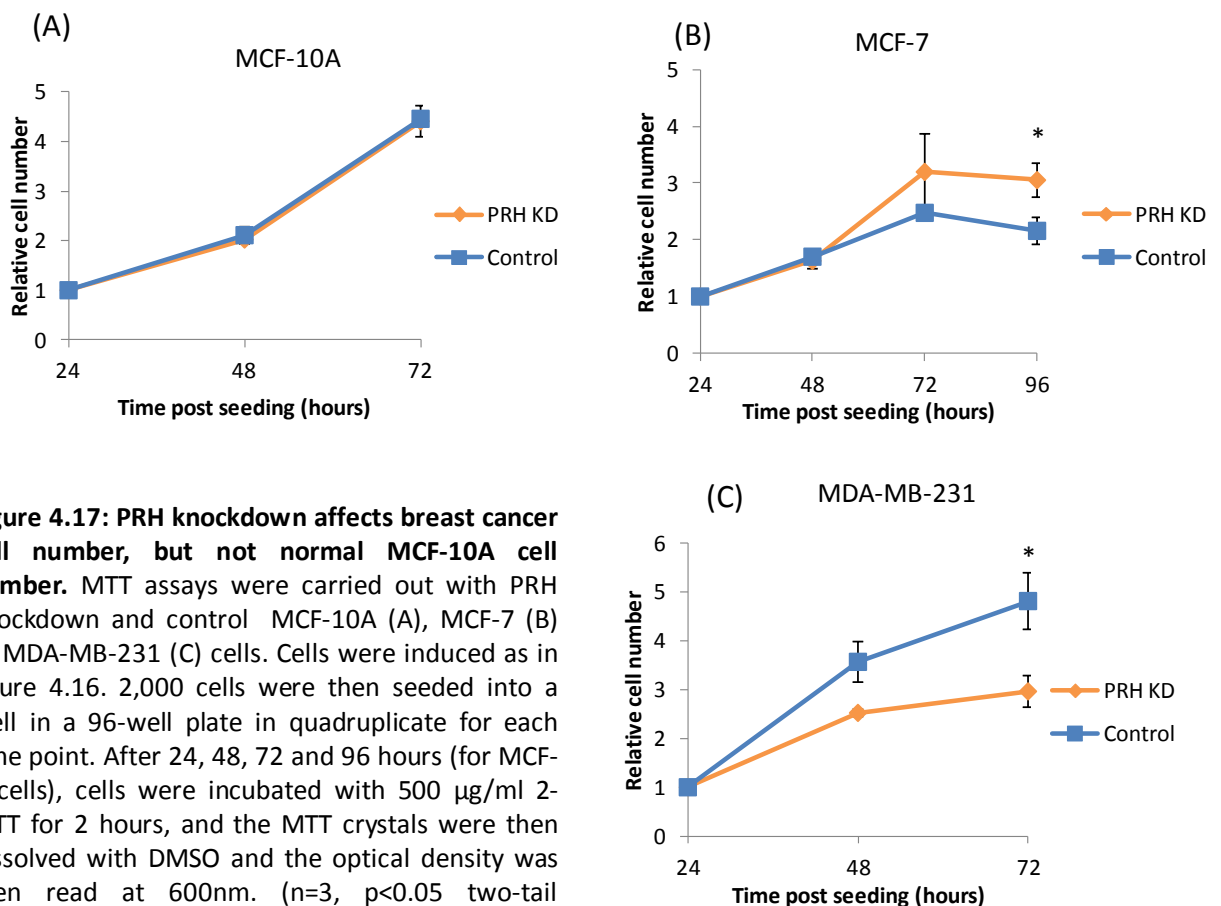 (A)
MCF-10A
5
4
3
2
1
0
Relative cell number
24 48 72
Time post seeding (hours)
PRH KD
Control
(B)
MCF-7
5
4
3
2
1
0
Relative cell number
*
24 48 72 96
Time post seeding (hours)
PRH KD
Control
(C)
MDA-MB-231
6
5
4
3
2
1
0
Relative cell number
*
24 48 72
Time post seeding (hours)
PRH KD
Control
gure 4.17: PRH knockdown affects breast cancer
ll number, but not normal MCF-10A cell
mber. MTT assays were carried out with PRH
ockdown and control MCF-10A (A), MCF-7 (B)
MDA-MB-231 (C) cells. Cells were induced as in
ure 4.16. 2,000 cells were then seeded into a
ell in a 96-well plate in quadruplicate for each
ne point. After 24, 48, 72 and 96 hours (for MCF-
cells), cells were incubated with 500 µg/ml 2-
TT for 2 hours, and the MTT crystals were then
ssolved with DMSO and the optical density was
en read at 600nm. (n=3, p<0.05 two-tail